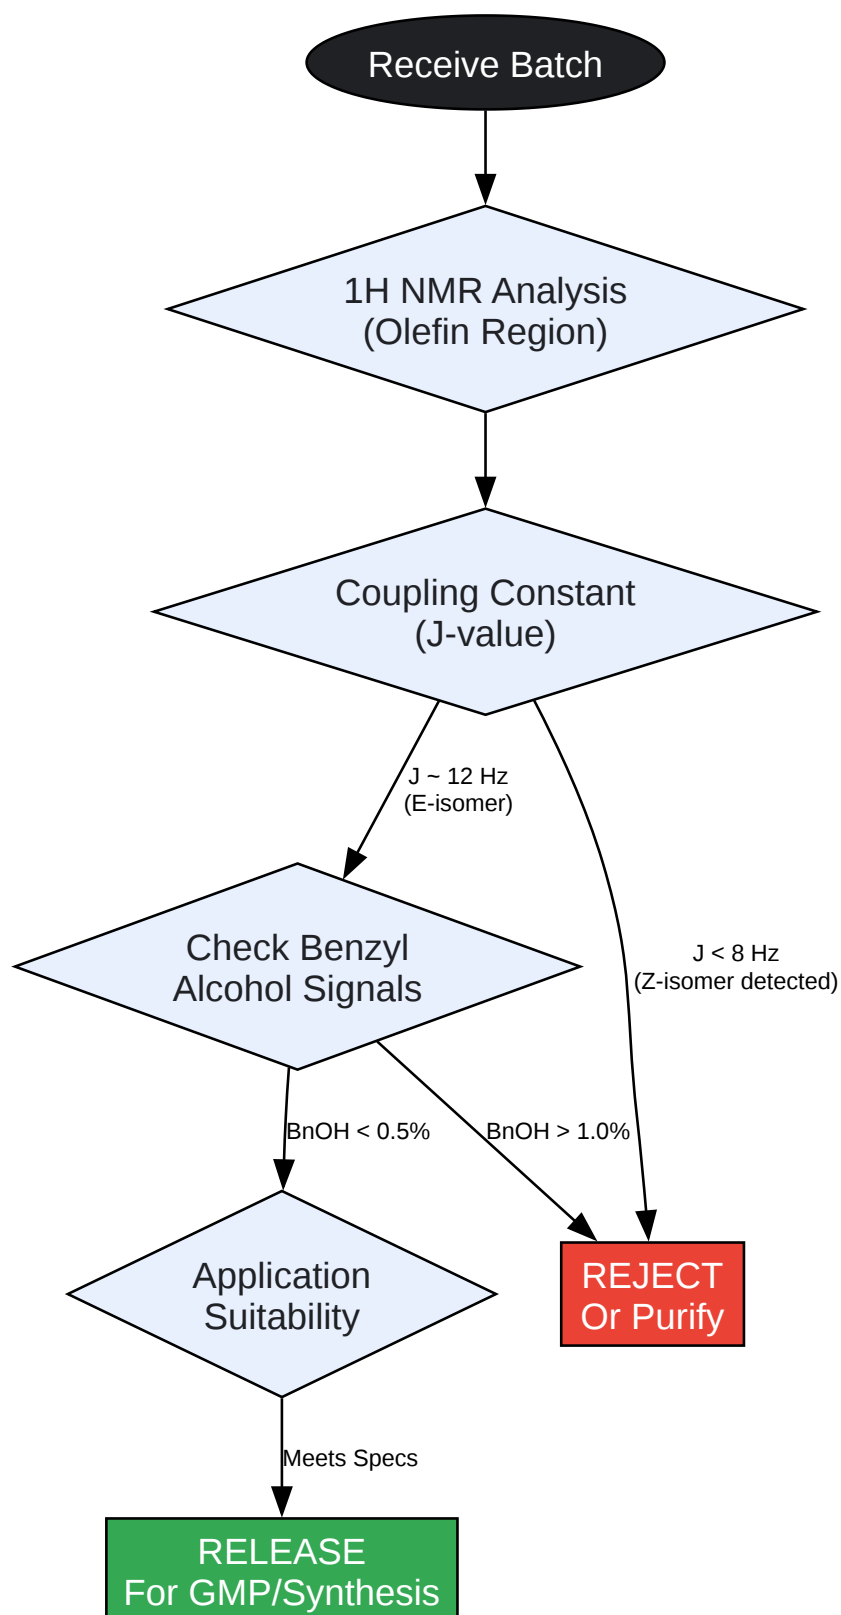 Receive Batch
1H NMR Analysis
(Olefin Region)
Coupling Constant
(J-value)
J ~ 12 Hz
(E-isomer)
Check Benzyl
Alcohol Signals
J < 8 Hz
(Z-isomer detected)
BnOH < 0.5%
BnOH > 1.0%
Application
Suitability
REJECT
Or Purify
Meets Specs
RELEASE
For GMP/Synthesis